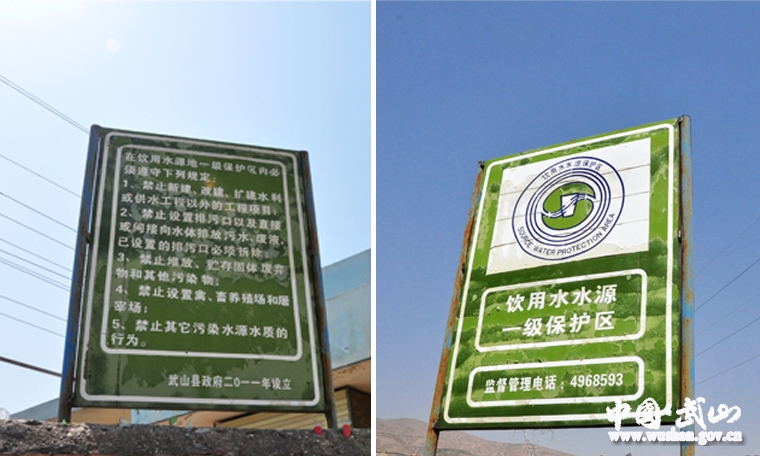 在饮用水源地一级保护区内必
须遵守下列规定
1、禁止新建、改建、扩建水利
或供水工程以外的工程项目;
2、禁止设置排污口以及直接
或间接向水体排放污水、废液,
已设置的排污口必须拆除;
3、禁止堆放、贮存固体废弃
物和其他污染物;
4、禁止设置禽、畜养殖场和屠
宰场;
5、禁止其它污染水源水质的
行为。
武山县政府二〇一一年设立
饮用水水源保护区
SOURCE WATER PROTECTION AREA
饮用水水源
一级保护区
监督管理电话:4968593
中国·武山
www.wushan.gov.cn